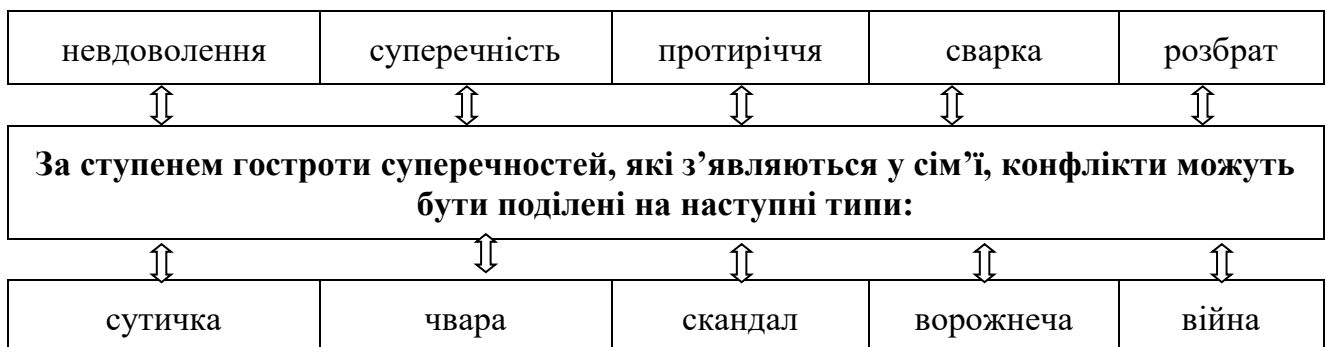 невдоволення суперечність протиріччя сварка розбрат
За ступенем гостроти суперечностей, які з’являються у сім’ї, конфлікти можуть
бути поділені на наступні типи:
сутичка чвара скандал ворожнеча війна